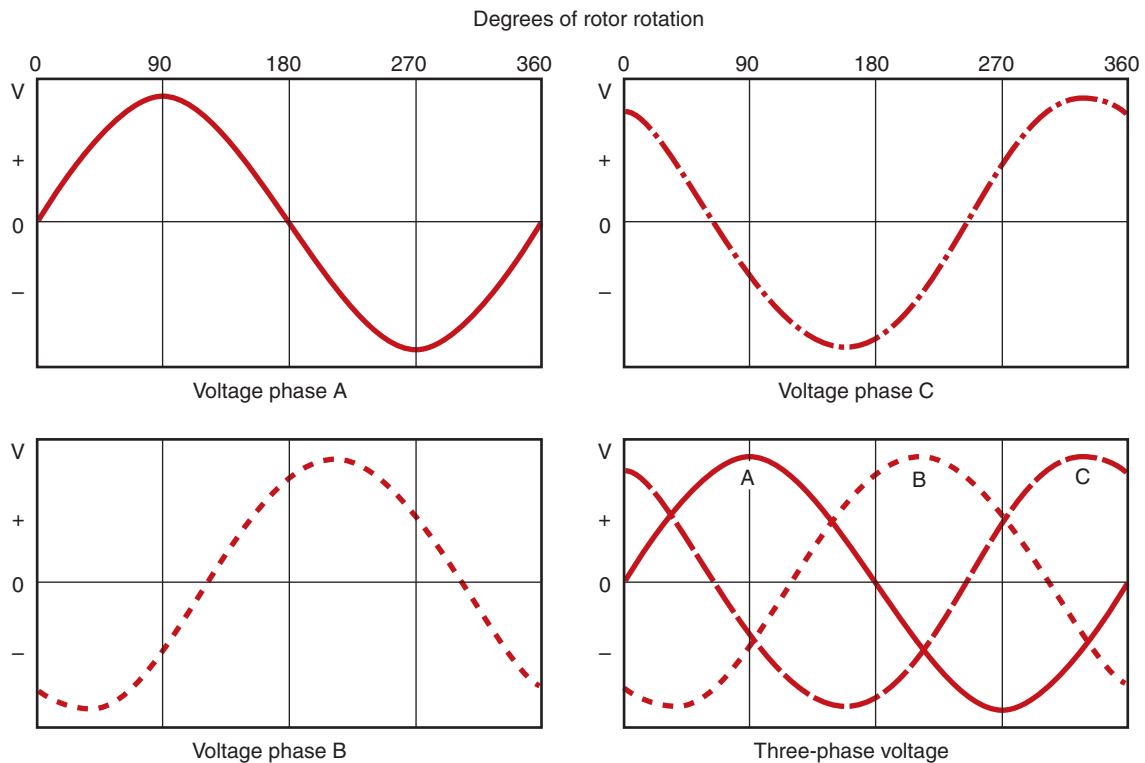 Degrees of rotor rotation
0 90 180 270 360
V
+
0
–
Voltage phase A
0 90 180 270 360
V
+
0
–
Voltage phase C
V
+
0
–
Voltage phase B
V
+
0
–
A
B
C
Three-phase voltage